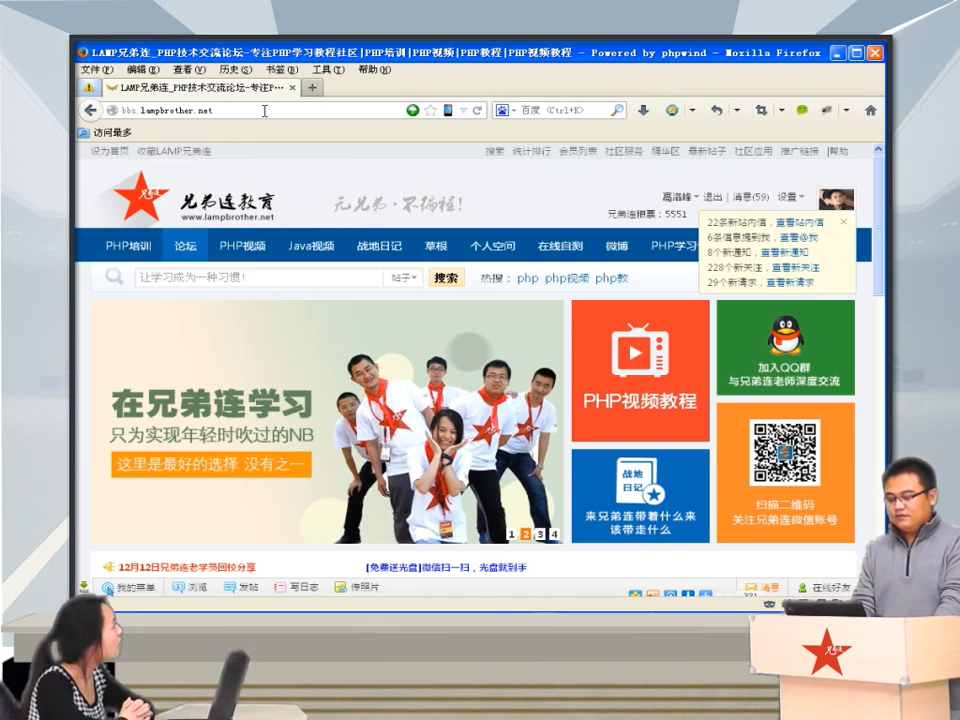 LAMP兄弟连_PHP技术交流论坛-专注PHP学习教程社区|PHP培训|PHP视频|PHP教程|PHP视频教程 - Powered by phpwind - Mozilla Firefox
文件(F) 编辑(E) 查看(V) 历史(S) 书签(B) 工具(T) 帮助(H)
LAMP兄弟连_PHP技术交流论坛-专注P...
bbs.lampbrother.net
百度 <Ctrl+K>
访问最多
设为首页 收藏LAMP兄弟连
搜索 统计排行 会员列表 社区服务 精华区 最新帖子 社区应用 推广链接 |帮助
兄弟连
兄弟连教育
www.lampbrother.net
无兄弟·不编程!
高洛峰 退出 | 消息(59) 设置
兄弟连银票:5551
22条新站内信,查看站内信
6条信息提到我,查看@我
8个新通知,查看新通知
228个新关注,查看新关注
29个新请求,查看新请求
PHP培训 论坛 PHP视频 Java视频 战地日记 草根 个人空间 在线自测 微博 PHP学习
让学习成为一种习惯!
帖子
搜索
热搜: php php视频 php教
在兄弟连学习
只为实现年轻时吹过的NB
这里是最好的选择 没有之一
1 2 3 4
PHP视频教程
加入QQ群
与兄弟连老师深度交流
战地
日记
来兄弟连带着什么来
该带走什么
扫描二维码
关注兄弟连微信账号
12月12日兄弟连老学员回校分享
[免费送光盘]微信扫一扫,光盘就到手
我的菜单 浏览 发帖 写日志 传照片
消息
331
在线好友
兄弟连